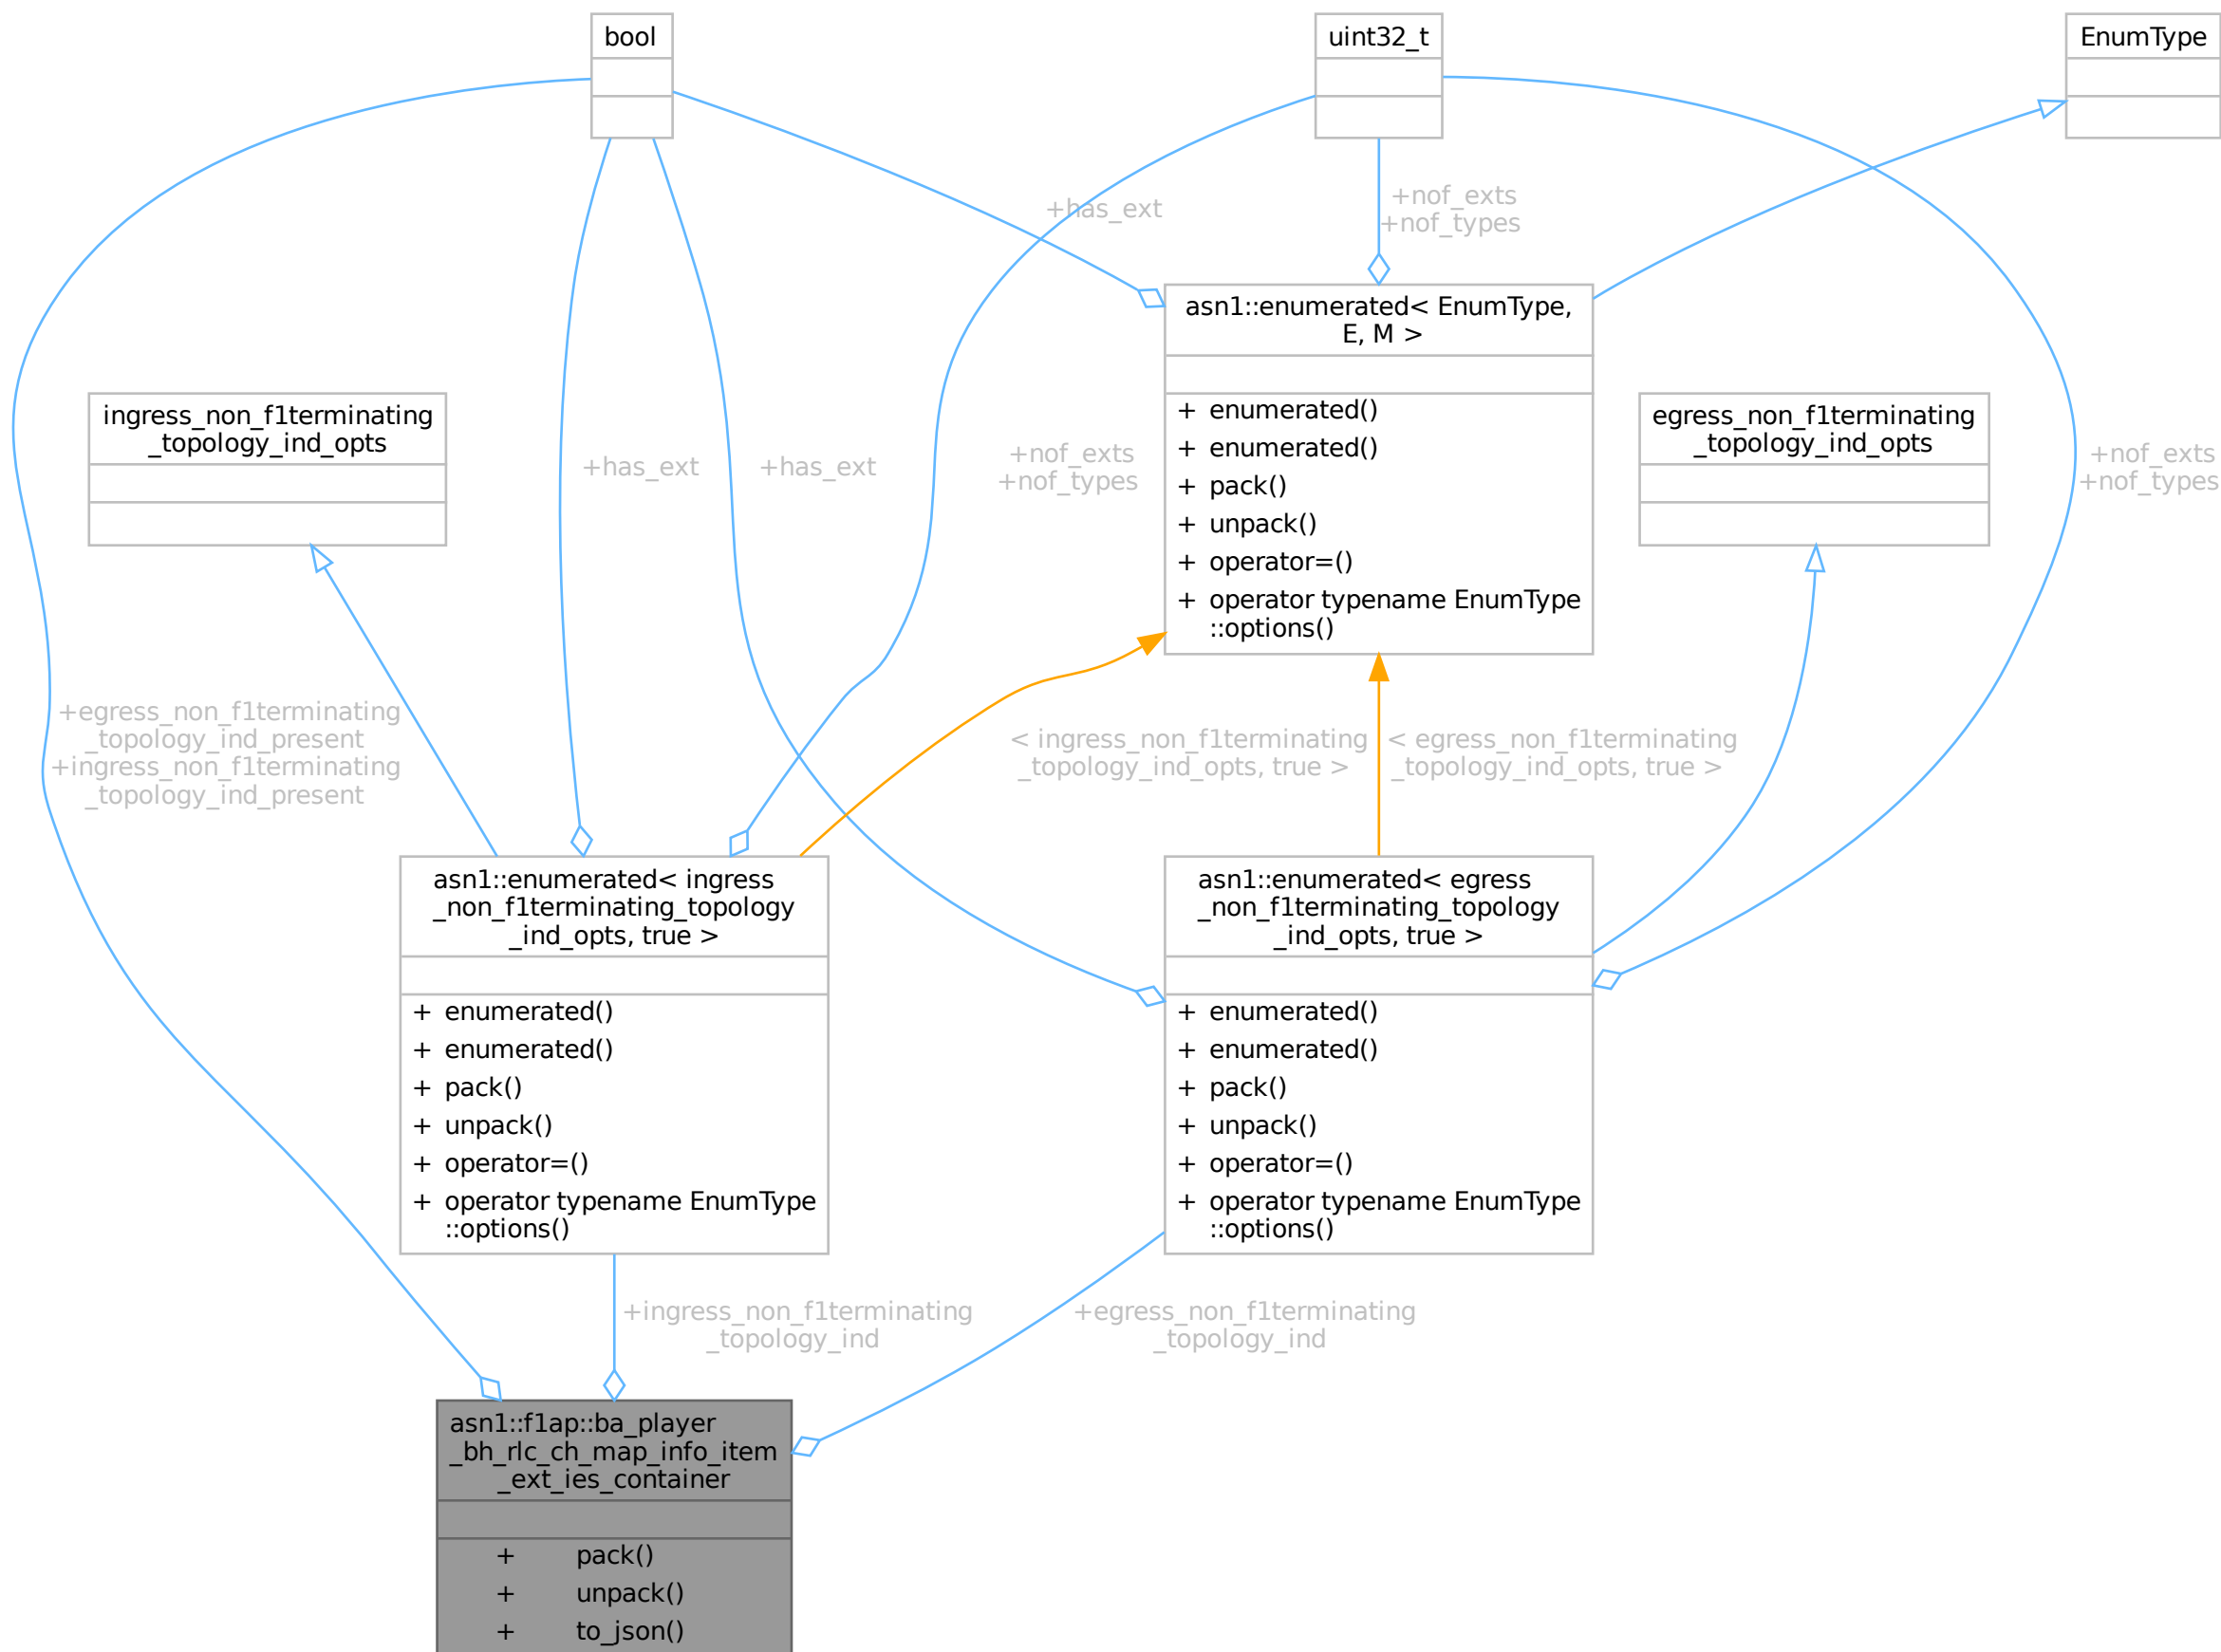 bool
uint32_t
EnumType
+has_ext
+nof_exts
+nof_types
asn1::enumerated< EnumType,
E, M >
+ enumerated()
+ enumerated()
+ pack()
+ unpack()
+ operator=()
+ operator typename EnumType
::options()
ingress_non_f1terminating
_topology_ind_opts
egress_non_f1terminating
_topology_ind_opts
+has_ext
+has_ext
+nof_exts
+nof_types
+nof_exts
+nof_types
+egress_non_f1terminating
_topology_ind_present
+ingress_non_f1terminating
_topology_ind_present
< ingress_non_f1terminating
_topology_ind_opts, true >
< egress_non_f1terminating
_topology_ind_opts, true >
asn1::enumerated< ingress
_non_f1terminating_topology
_ind_opts, true >
+ enumerated()
+ enumerated()
+ pack()
+ unpack()
+ operator=()
+ operator typename EnumType
::options()
asn1::enumerated< egress
_non_f1terminating_topology
_ind_opts, true >
+ enumerated()
+ enumerated()
+ pack()
+ unpack()
+ operator=()
+ operator typename EnumType
::options()
+ingress_non_f1terminating
_topology_ind
+egress_non_f1terminating
_topology_ind
asn1::f1ap::ba_player
_bh_rlc_ch_map_info_item
_ext_ies_container
+ pack()
+ unpack()
+ to_json()